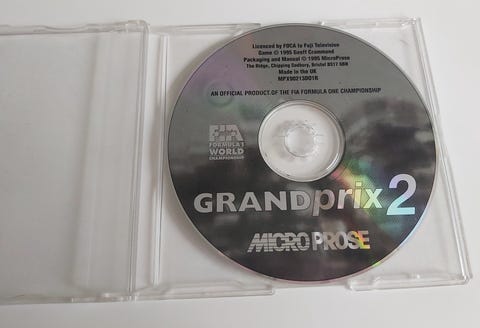 Licenced by FOCA to Fuji Television
Game © 1995 Geoff Crammond
Packaging and Manual © 1995 MicroProse
The Ridge, Chipping Sodbury, Bristol BS17 6BN
Made in the UK
MPX90213D01R
AN OFFICIAL PRODUCT OF THE FIA FORMULA ONE CHAMPIONSHIP
FIA
FORMULA 1
WORLD
CHAMPIONSHIP
GRANDprix 2
MICROPROSE